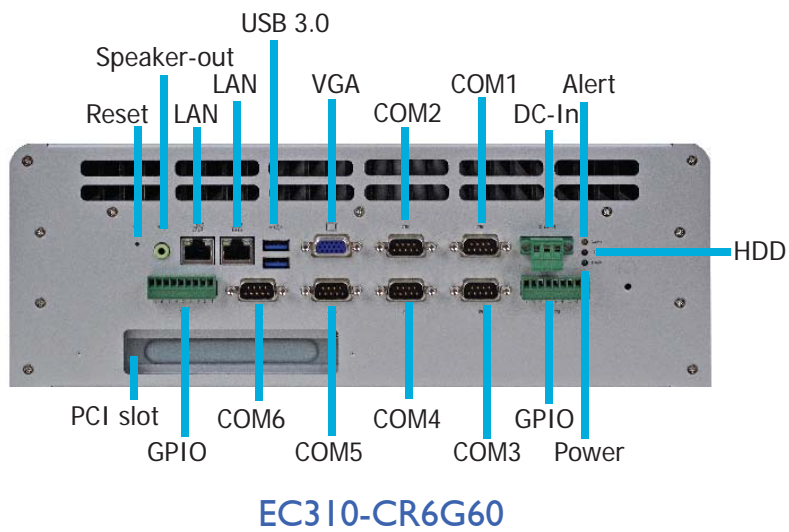 USB 3.0
Speaker-out
LAN
VGA
COM1
Alert
Reset
LAN
COM2
DC-In
HDD
PCI slot
COM6
COM4
GPIO
GPIO
COM5
COM3
Power
EC310-CR6G60